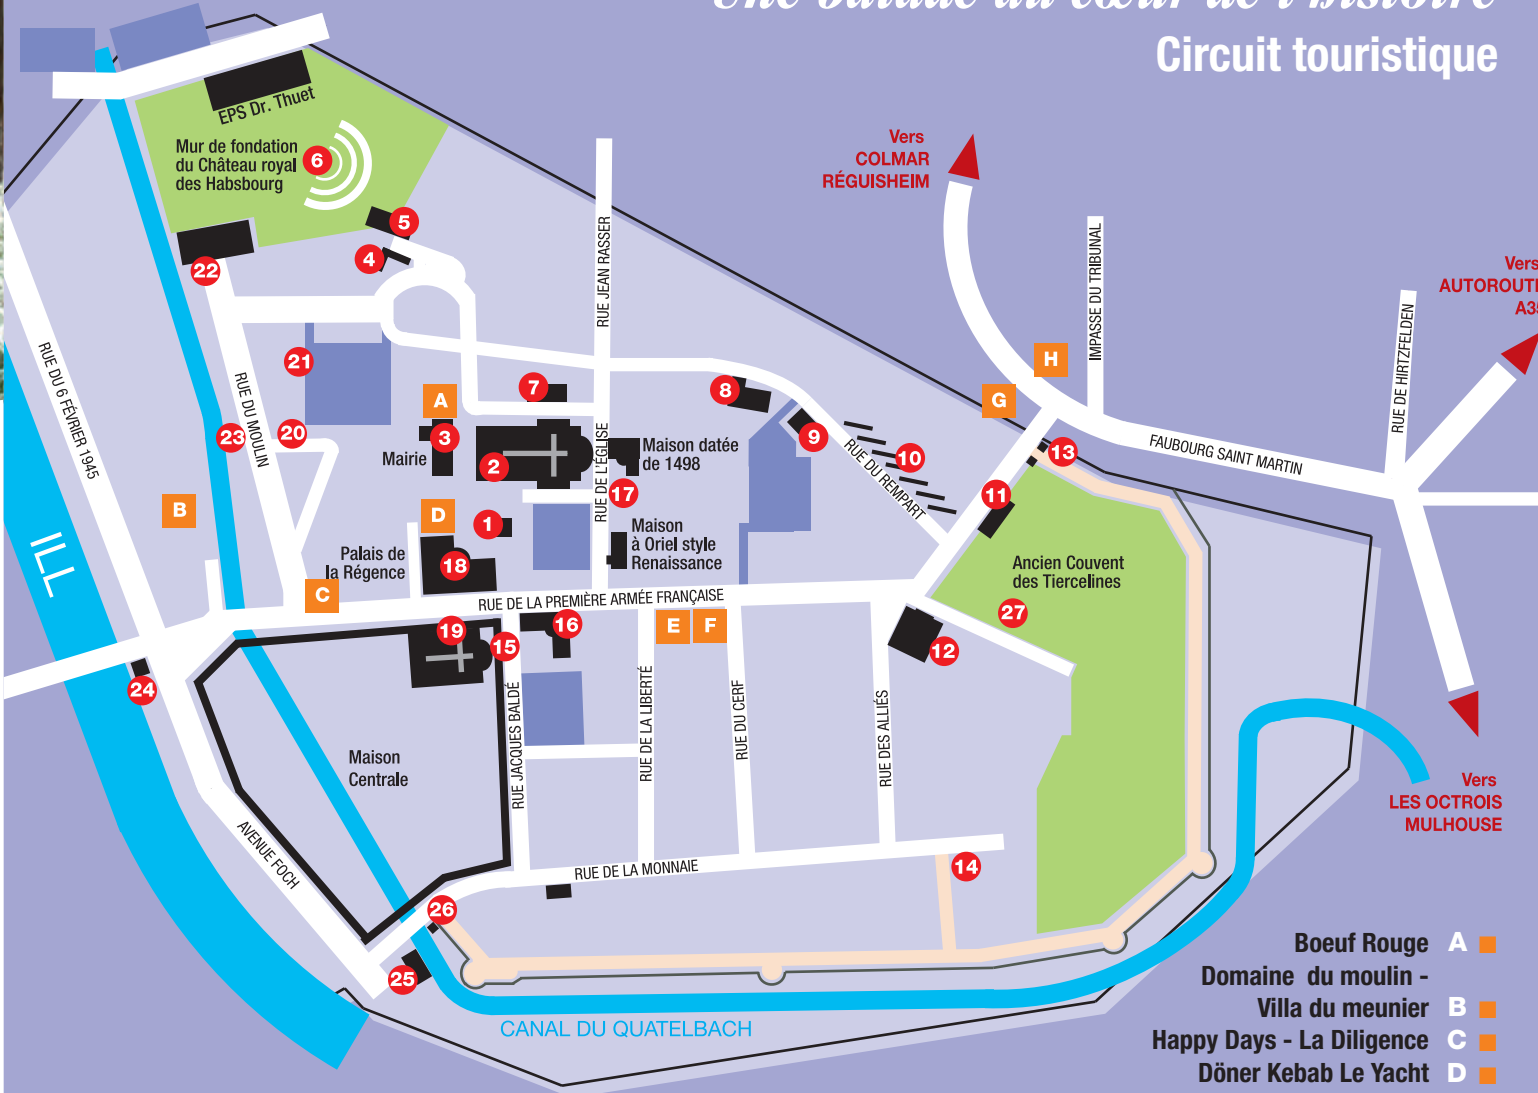 Une balade au cœur de l'histoire
Circuit touristique
EPS Dr. Thuet
Mur de fondation
du Château royal
des Habsbourg
6
5
4
22
Vers
COLMAR
RÉGUISHEIM
Vers
AUTOROUTE
A35
RUE JEAN RASSER
IMPASSE DU TRIBUNAL
RUE DE HIRTZFELDEN
RUE DU 6 FÉVRIER 1945
RUE DU MOULIN
21
20
23
A
3
Mairie
7
2
RUE DE L'ÉGLISE
Maison datée
de 1498
17
8
9
10
RUE DU REMPART
G
H
13
11
FAUBOURG SAINT MARTIN
B
ILL
D
1
Palais de
la Régence
18
C
Maison
à Oriel style
Renaissance
Ancien Couvent
des Tiercelines
27
RUE DE LA PREMIÈRE ARMÉE FRANÇAISE
19
15
16
E
F
12
24
Maison
Centrale
RUE JACQUES BALDÉ
RUE DE LA LIBERTÉ
RUE DU CERF
RUE DES ALLIÉS
Vers
LES OCTROIS
MULHOUSE
AVENUE FOCH
RUE DE LA MONNAIE
14
26
25
CANAL DU QUATELBACH
Boeuf Rouge A
Domaine du moulin -
Villa du meunier B
Happy Days - La Diligence C
Döner Kebab Le Yacht D